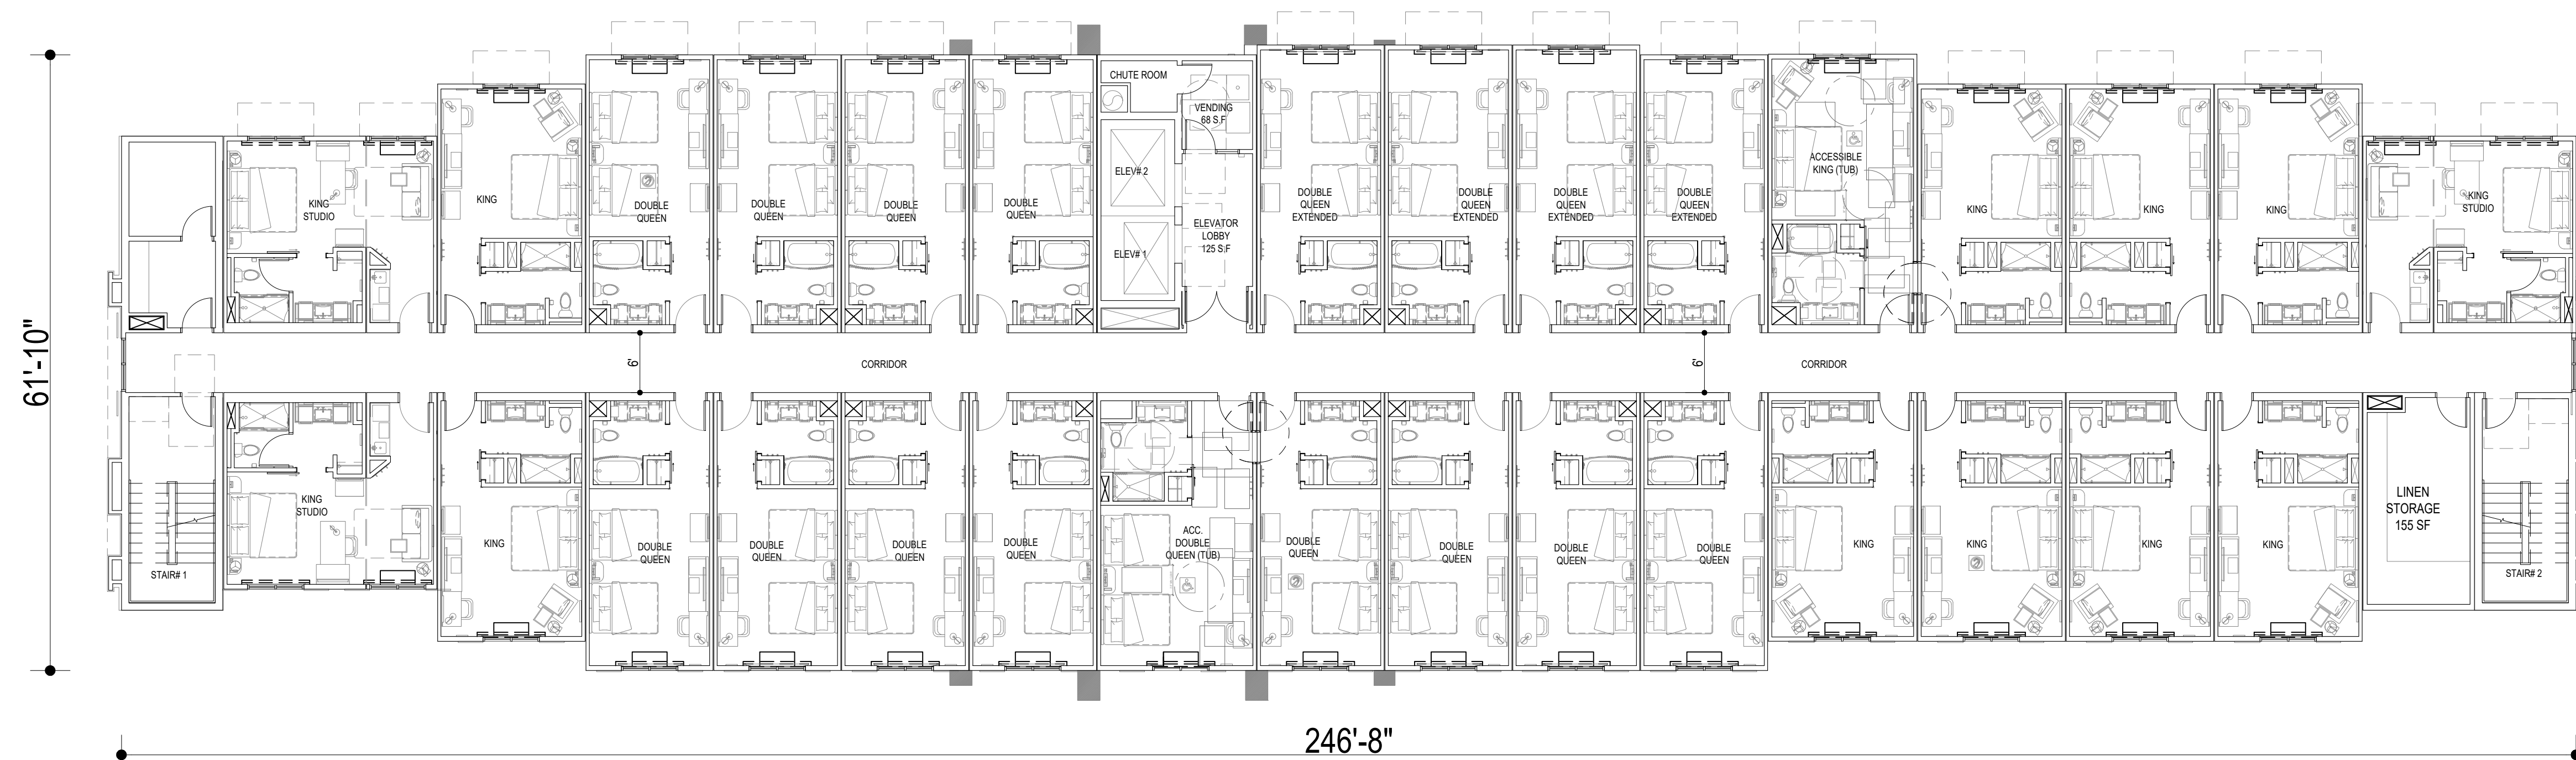 CHUTE ROOM
VENDING
68 S.F
ELEV#.2
ELEV# 1
ELEVATOR
LOBBY
125 S.F
KING
STUDIO
KING
DOUBLE
QUEEN
DOUBLE
QUEEN
DOUBLE
QUEEN
DOUBLE
QUEEN
DOUBLE
QUEEN
EXTENDED
DOUBLE
QUEEN
EXTENDED
DOUBLE
QUEEN
EXTENDED
DOUBLE
QUEEN
EXTENDED
ACCESSIBLE
KING (TUB)
KING
KING
KING
KING
STUDIO
61'-10"
6'
CORRIDOR
6'
CORRIDOR
STAIR# 1
KING
STUDIO
KING
DOUBLE
QUEEN
DOUBLE
QUEEN
DOUBLE
QUEEN
DOUBLE
QUEEN
ACC.
DOUBLE
QUEEN (TUB)
DOUBLE
QUEEN
DOUBLE
QUEEN
DOUBLE
QUEEN
DOUBLE
QUEEN
KING
KING
KING
KING
LINEN
STORAGE
155 SF
STAIR# 2
246'-8"